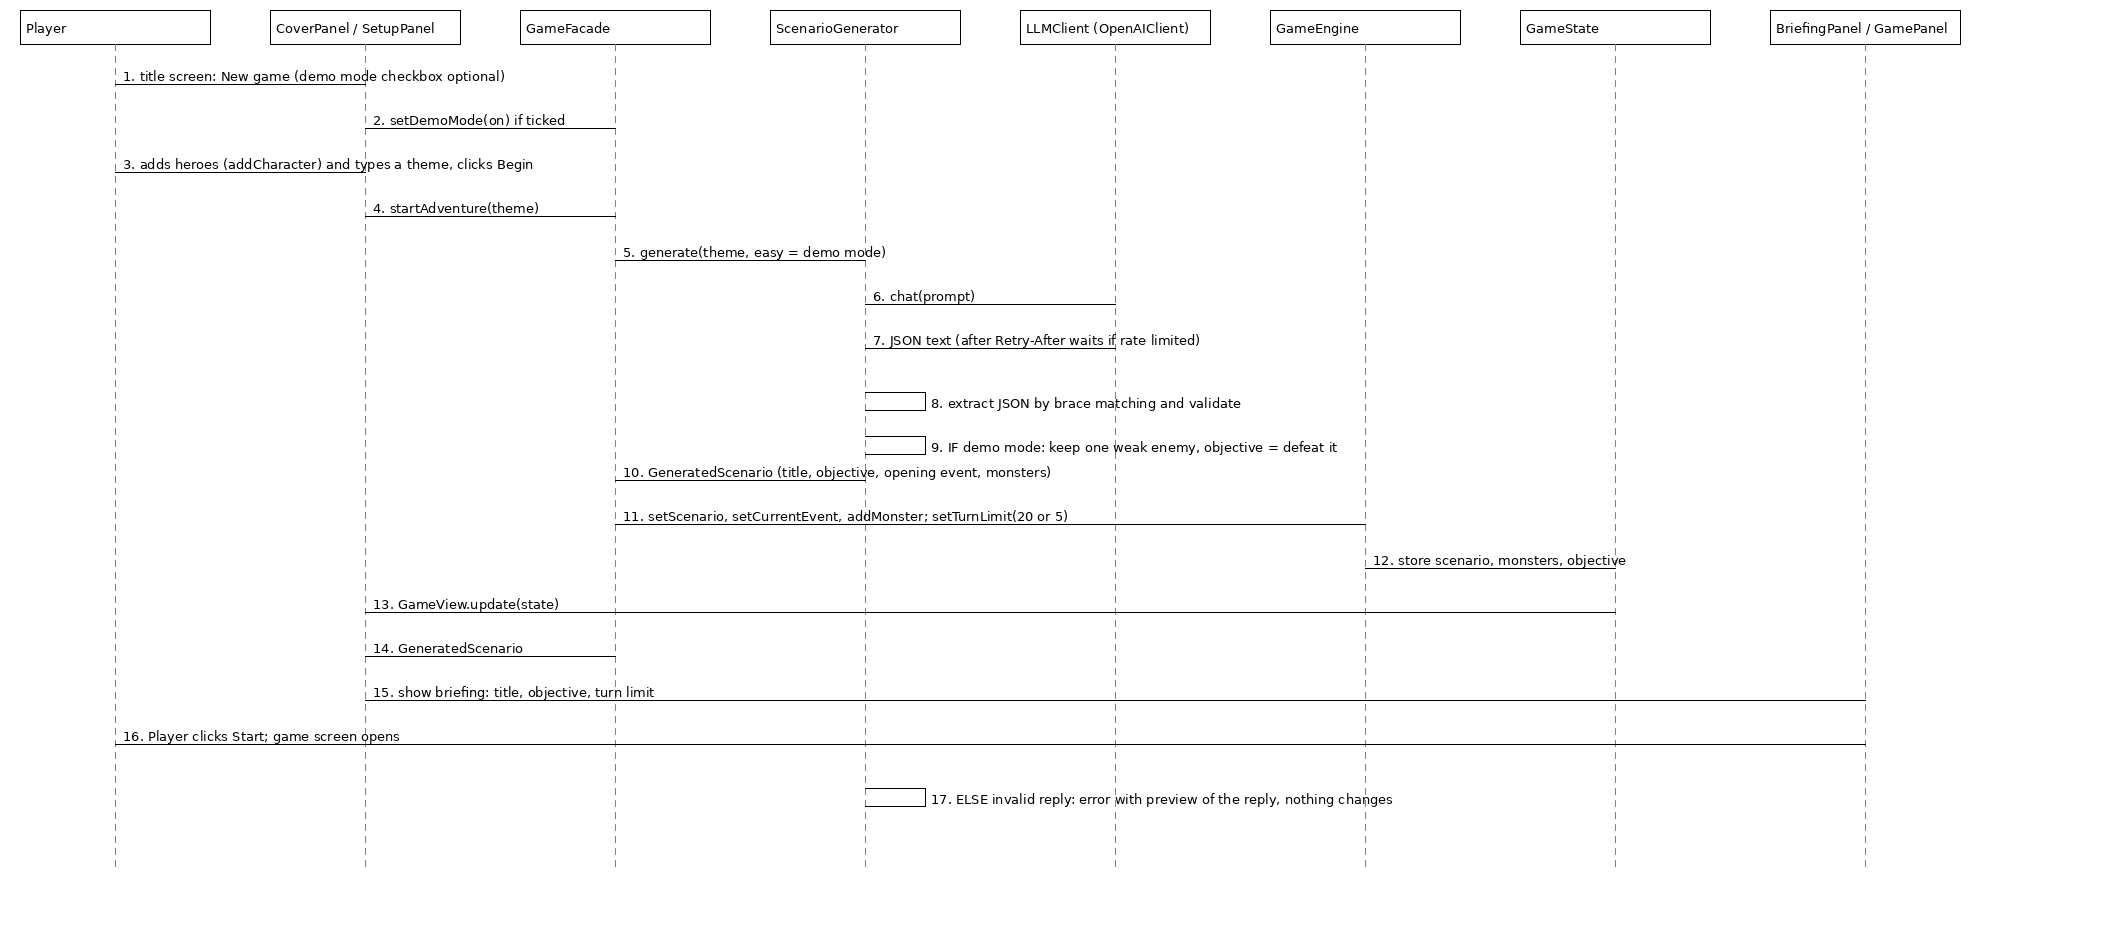 Player
CoverPanel / SetupPanel
GameFacade
ScenarioGenerator
LLMClient (OpenAIClient)
GameEngine
GameState
BriefingPanel / GamePanel
1. title screen: New game (demo mode checkbox optional)
2. setDemoMode(on) if ticked
3. adds heroes (addCharacter) and types a theme, clicks Begin
4. startAdventure(theme)
5. generate(theme, easy = demo mode)
6. chat(prompt)
7. JSON text (after Retry-After waits if rate limited)
8. extract JSON by brace matching and validate
9. IF demo mode: keep one weak enemy, objective = defeat it
10. GeneratedScenario (title, objective, opening event, monsters)
11. setScenario, setCurrentEvent, addMonster; setTurnLimit(20 or 5)
12. store scenario, monsters, objective
13. GameView.update(state)
14. GeneratedScenario
15. show briefing: title, objective, turn limit
16. Player clicks Start; game screen opens
17. ELSE invalid reply: error with preview of the reply, nothing changes